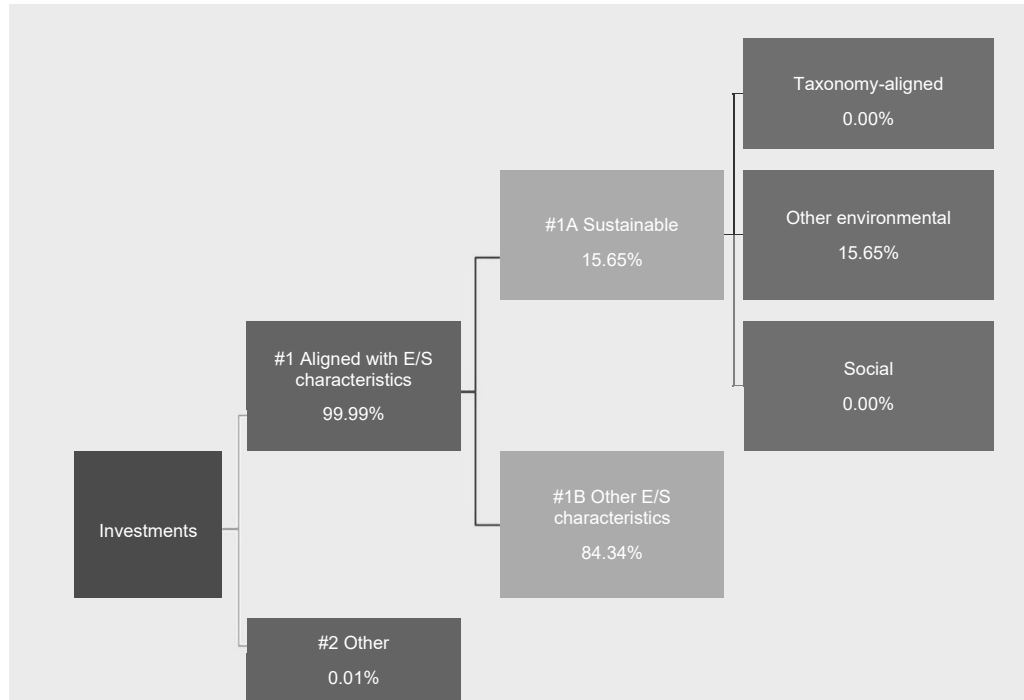 Taxonomy-aligned
0.00%
#1A Sustainable
15.65%
Other environmental
15.65%
#1 Aligned with E/S
characteristics
99.99%
Social
0.00%
Investments
#1B Other E/S
characteristics
84.34%
#2 Other
0.01%